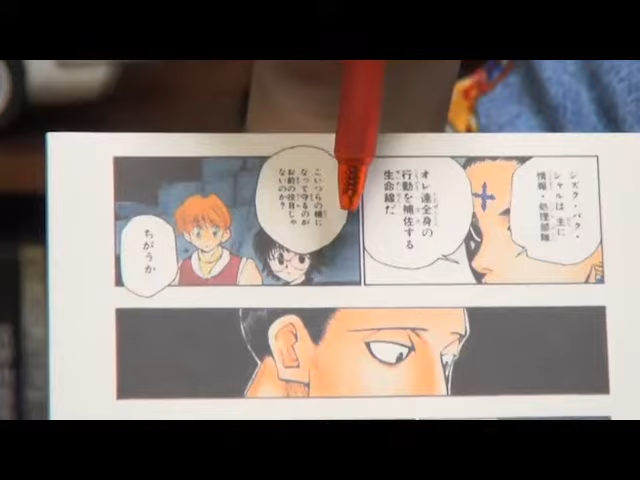 シズク・パク・
シャルは 主に
情報・処理部隊
オレ達全身の
行動を補佐する
生命線だ
こいつらの楯に
なって守るのが
お前の役目じゃ
ないのか?
ちがうか